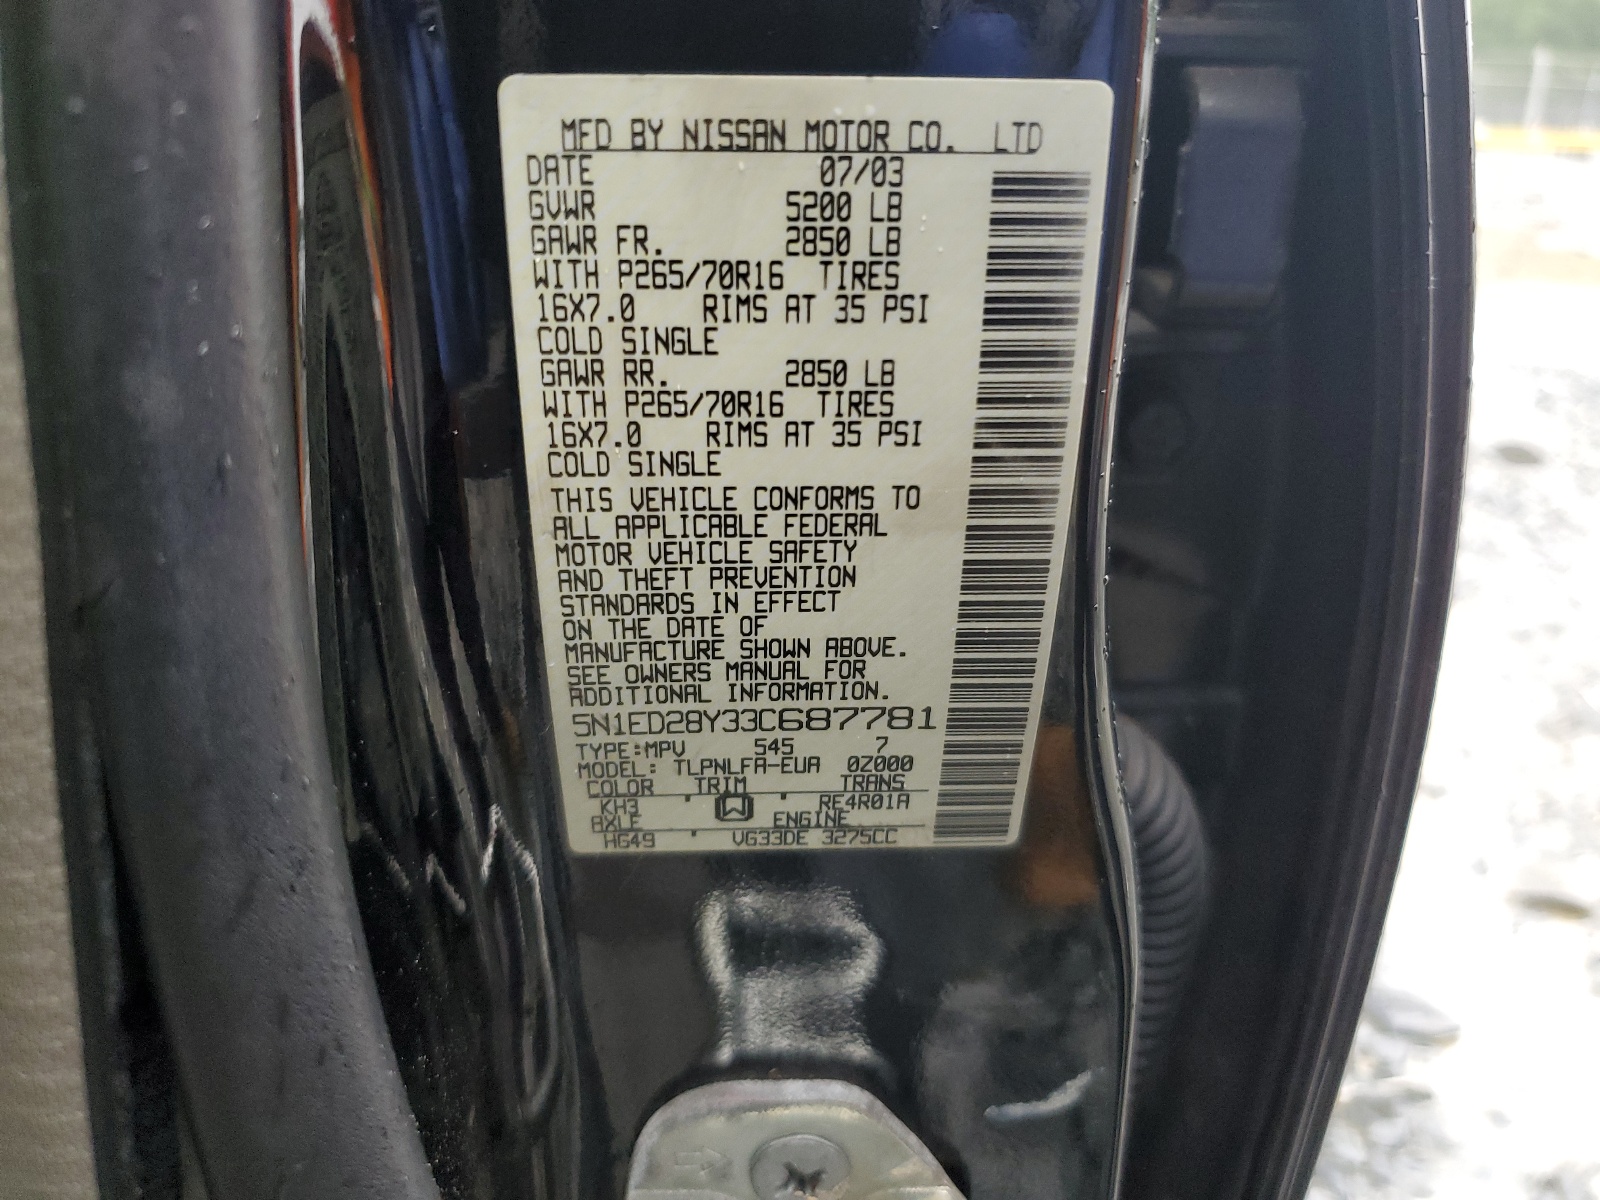 MFD BY NISSAN MOTOR CO. LTD
DATE 07/03
GVWR 5200 LB
GAWR FR. 2850 LB
WITH P265/70R16 TIRES
16X7.0 RIMS AT 35 PSI
COLD SINGLE
GAWR RR. 2850 LB
WITH P265/70R16 TIRES
16X7.0 RIMS AT 35 PSI
COLD SINGLE
THIS VEHICLE CONFORMS TO
ALL APPLICABLE FEDERAL
MOTOR VEHICLE SAFETY
AND THEFT PREVENTION
STANDARDS IN EFFECT
ON THE DATE OF
MANUFACTURE SHOWN ABOVE.
SEE OWNERS MANUAL FOR
ADDITIONAL INFORMATION.
5N1ED28Y33C687781
TYPE:MPV 545 7
MODEL: TLPNLFA-EUA 0Z000
COLOR TRIM TRANS
KH3 W RE4R01A
AXLE ENGINE
HG49 VG33DE 3275CC